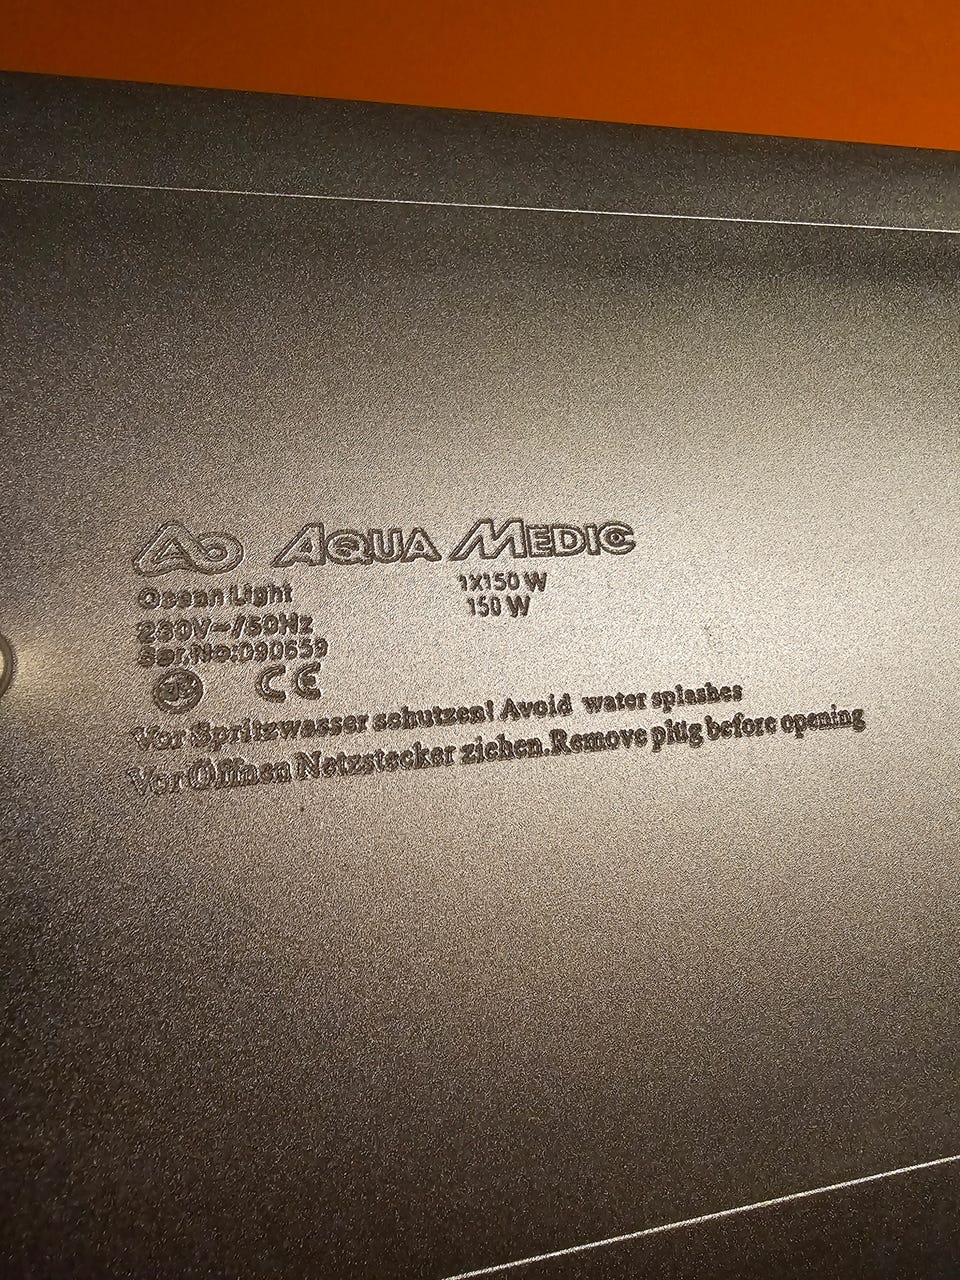 AQUA MEDIC
Ocean Light 1X150 W
150 W
230V~/50Hz
Ser.No:090659
CE
Vor Spritzwasser schutzen! Avoid water splashes
Vor Öffnen Netzstecker ziehen.Remove plug before opening